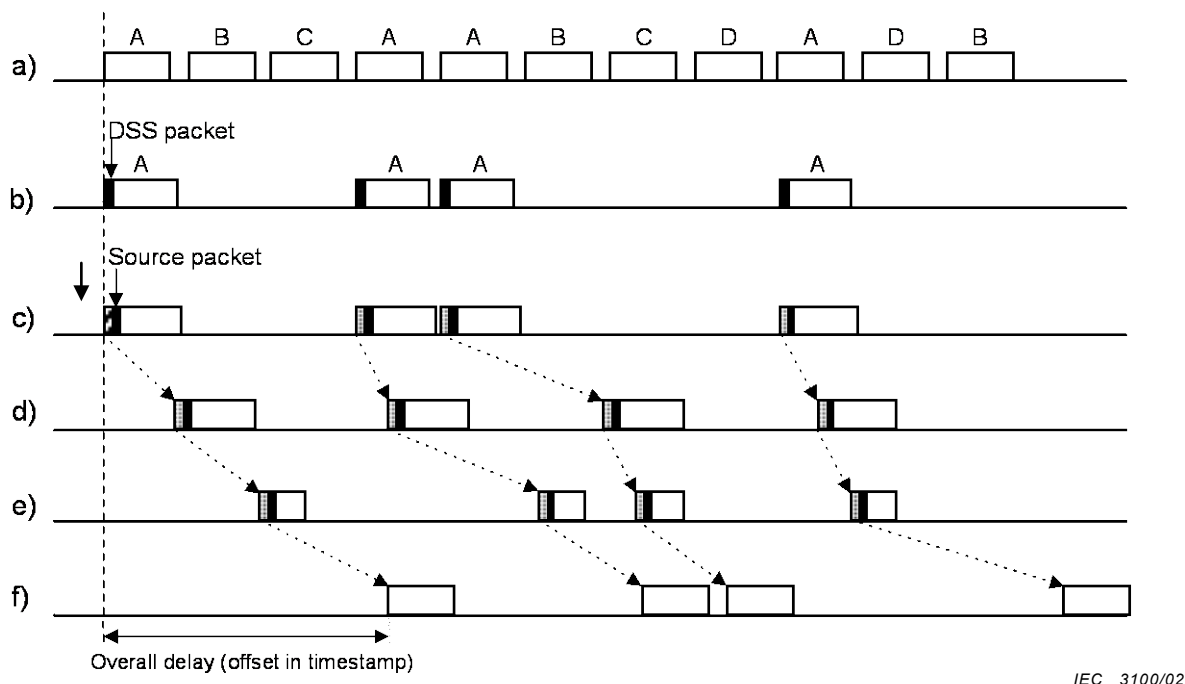 A B C A A B C D A D B
a)
DSS packet
A A A A
b)
Source packet
c)
d)
e)
f)
Overall delay (offset in timestamp)
IEC 3100/02